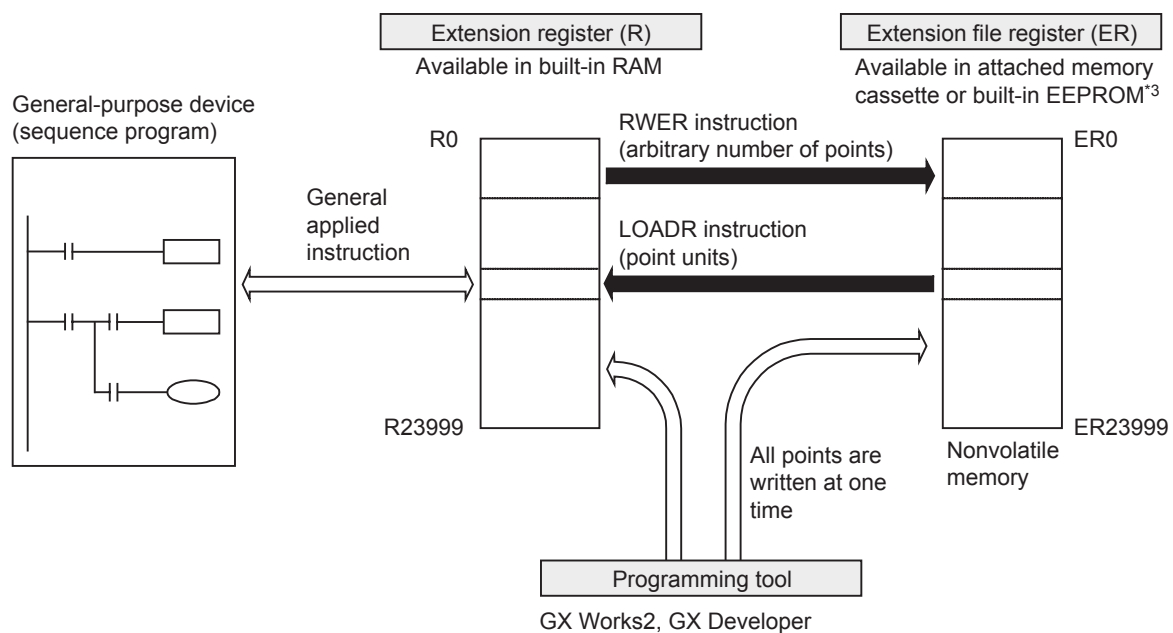 Extension register (R)
Available in built-in RAM
Extension file register (ER)
Available in attached memory
cassette or built-in EEPROM*3
General-purpose device
(sequence program)
General
applied
instruction
R0
R23999
RWER instruction
(arbitrary number of points)
LOADR instruction
(point units)
ER0
ER23999
Nonvolatile
memory
All points are
written at one
time
Programming tool
GX Works2, GX Developer